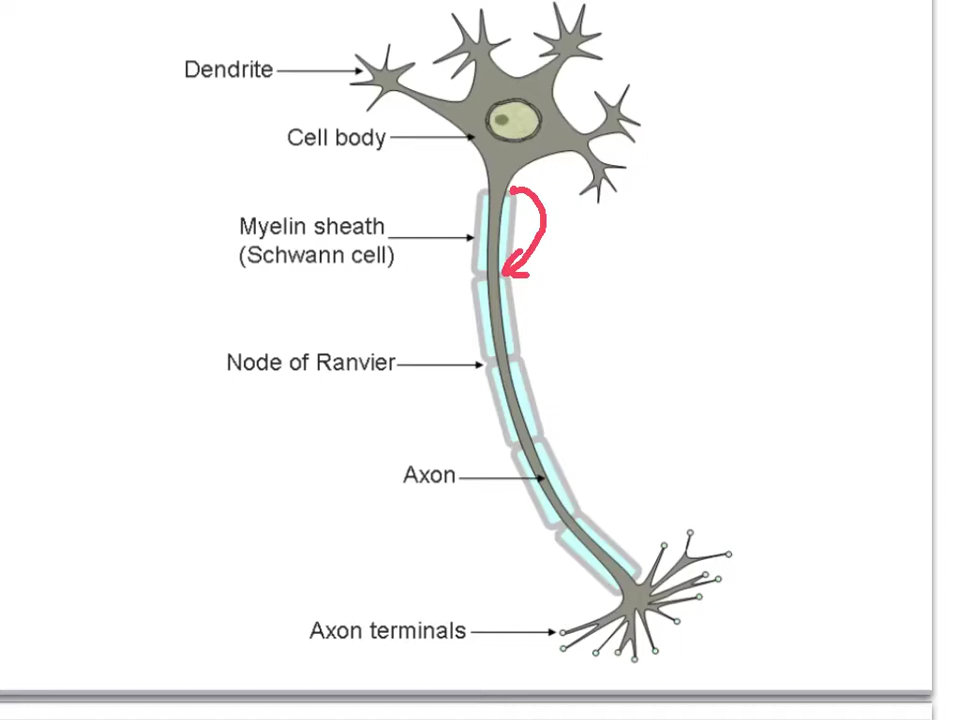 Dendrite
Cell body
Myelin sheath
(Schwann cell)
Node of Ranvier
Axon
Axon terminals